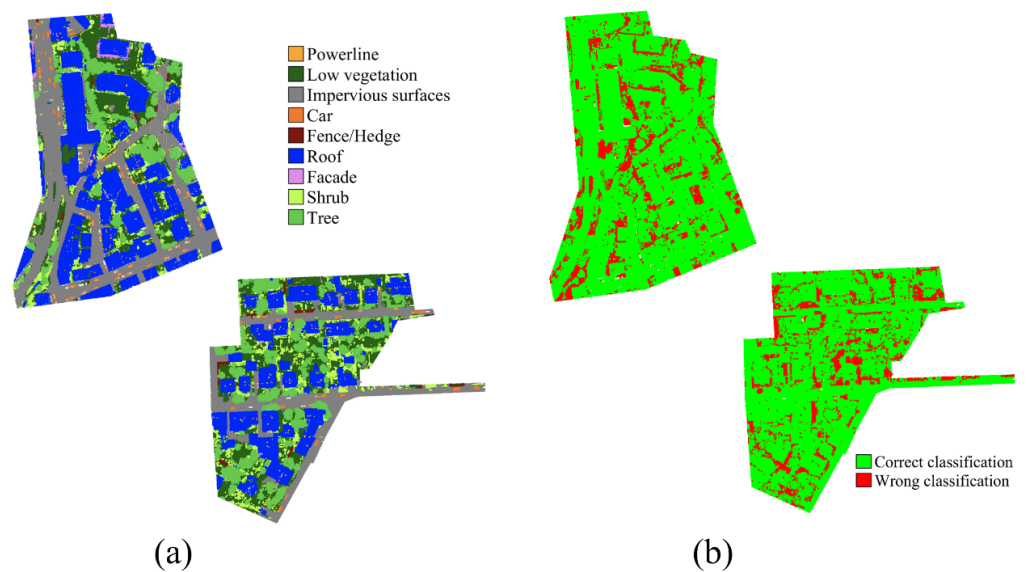 Powerline
Low vegetation
Impervious surfaces
Car
Fence/Hedge
Roof
Facade
Shrub
Tree
Correct classification
Wrong classification
(a)
(b)